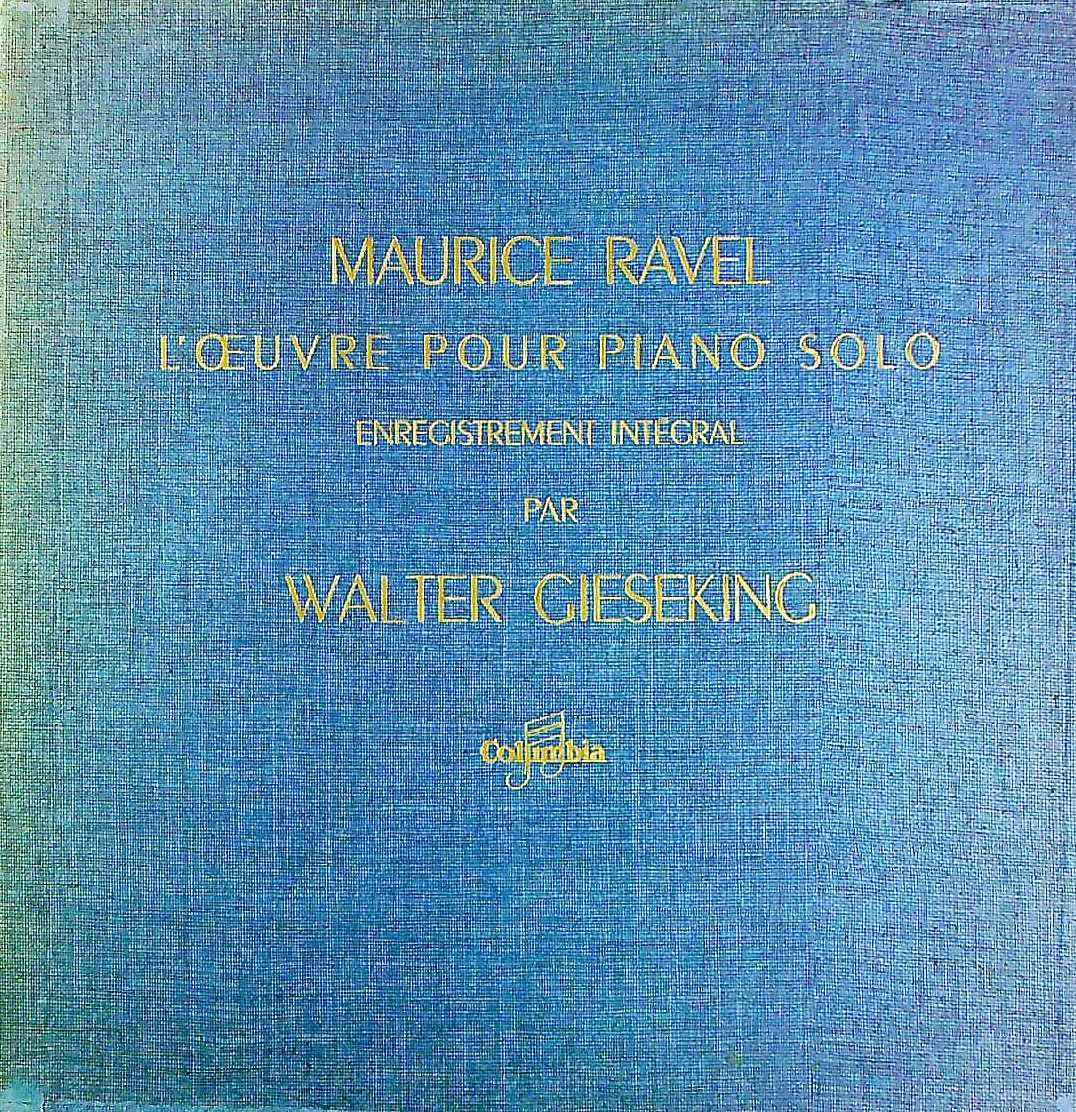 MAURICE RAVEL
L'ŒUVRE POUR PIANO SOLO
ENREGISTREMENT INTÉGRAL
PAR
WALTER GIESEKING
Columbia